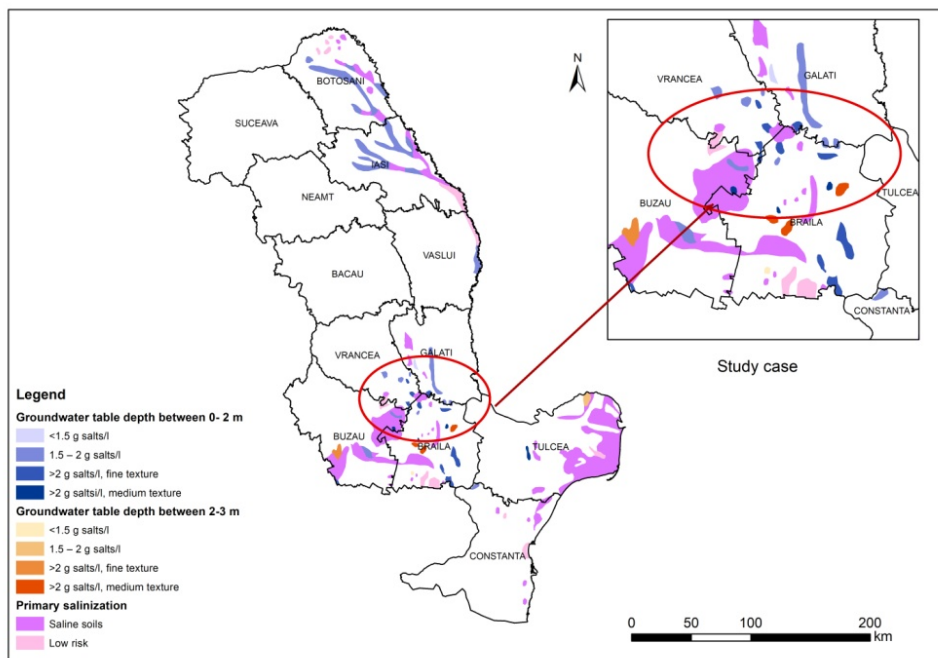 BOTOSANI
SUCEAVA
IASI
NEAMT
VASLUI
BACAU
VRANCEA
GALATI
BUZAU
BRAILA
TULCEA
CONSTANTA
N
VRANCEA
GALATI
TULCEA
BUZAU
BRAILA
CONSTANTA
Study case
Legend
Groundwater table depth between 0- 2 m
<1.5 g salts/l
1.5 – 2 g salts/l
>2 g salts/l, fine texture
>2 g saltsi/l, medium texture
Groundwater table depth between 2-3 m
<1.5 g salts/l
1.5 – 2 g salts/l
>2 g salts/l, fine texture
>2 g salts/l, medium texture
Primary salinization
Saline soils
Low risk
0 50 100 200
km